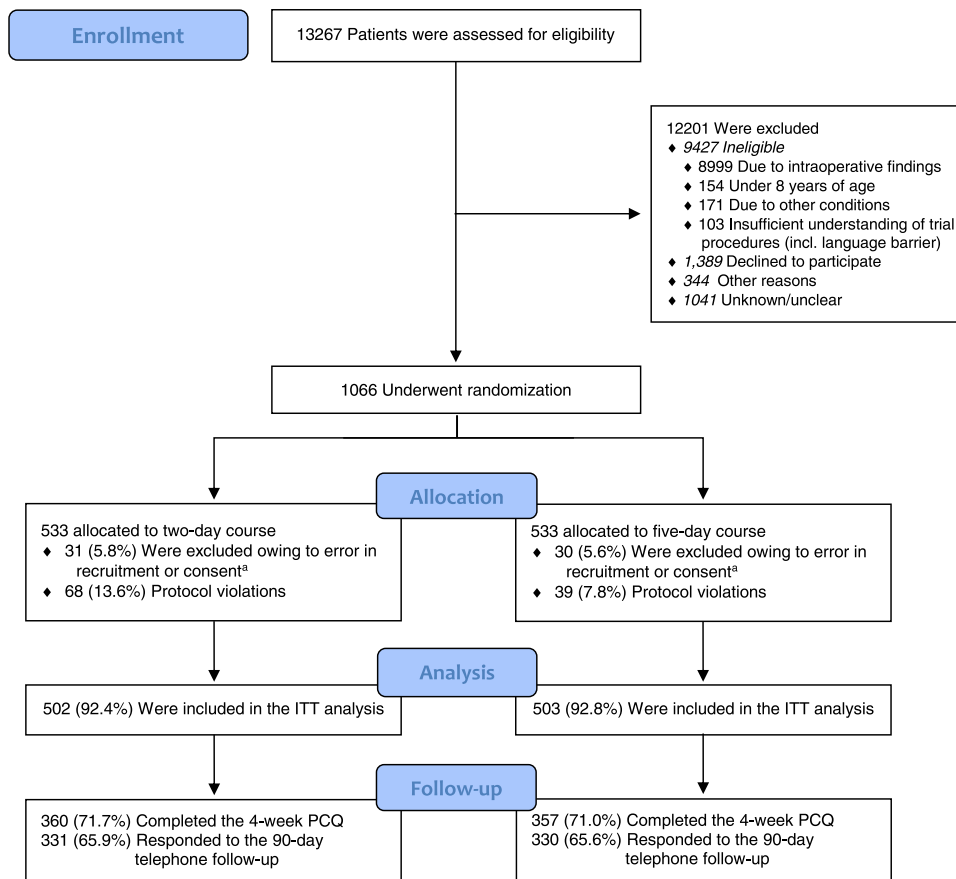 Enrollment
13267 Patients were assessed for eligibility
12201 Were excluded
♦ 9427 Ineligible
♦ 8999 Due to intraoperative findings
♦ 154 Under 8 years of age
♦ 171 Due to other conditions
♦ 103 Insufficient understanding of trial
procedures (incl. language barrier)
♦ 1,389 Declined to participate
♦ 344 Other reasons
♦ 1041 Unknown/unclear
1066 Underwent randomization
Allocation
533 allocated to two-day course
♦ 31 (5.8%) Were excluded owing to error in
recruitment or consentᵃ
♦ 68 (13.6%) Protocol violations
533 allocated to five-day course
♦ 30 (5.6%) Were excluded owing to error in
recruitment or consentᵃ
♦ 39 (7.8%) Protocol violations
Analysis
502 (92.4%) Were included in the ITT analysis
503 (92.8%) Were included in the ITT analysis
Follow-up
360 (71.7%) Completed the 4-week PCQ
331 (65.9%) Responded to the 90-day
telephone follow-up
357 (71.0%) Completed the 4-week PCQ
330 (65.6%) Responded to the 90-day
telephone follow-up